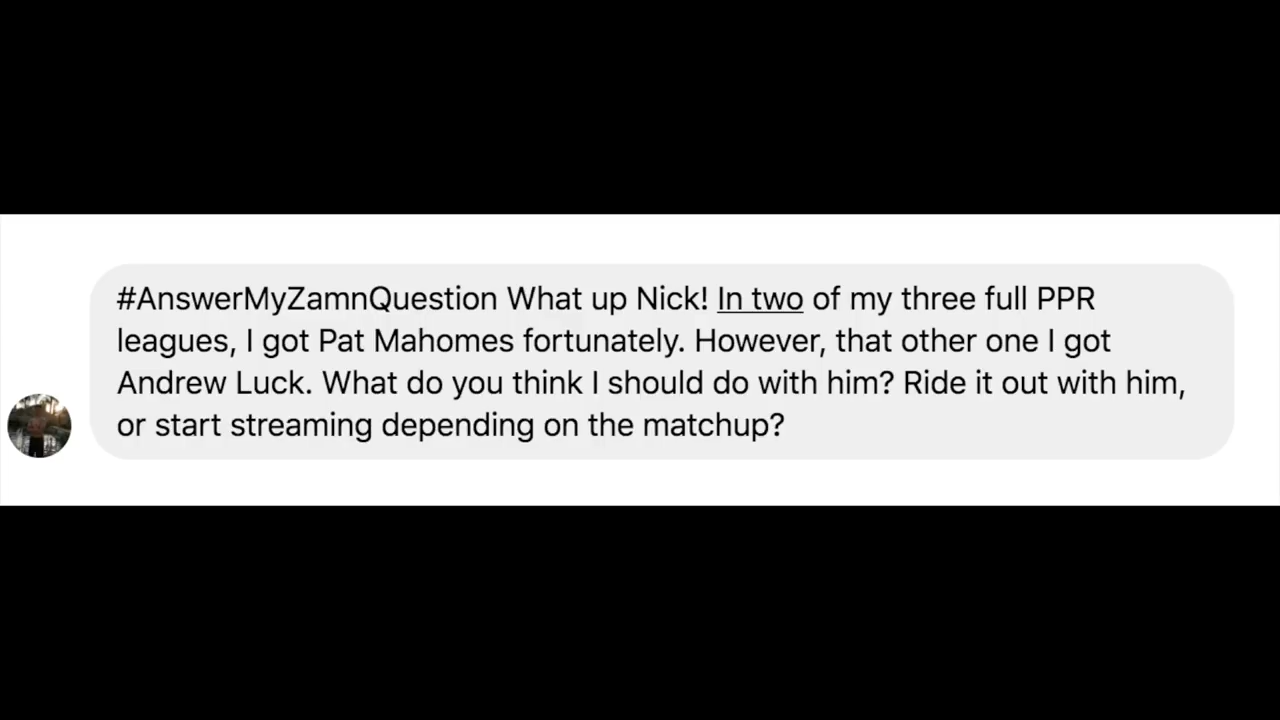 #AnswerMyZamnQuestion What up Nick! In two of my three full PPR
leagues, I got Pat Mahomes fortunately. However, that other one I got
Andrew Luck. What do you think I should do with him? Ride it out with him,
or start streaming depending on the matchup?